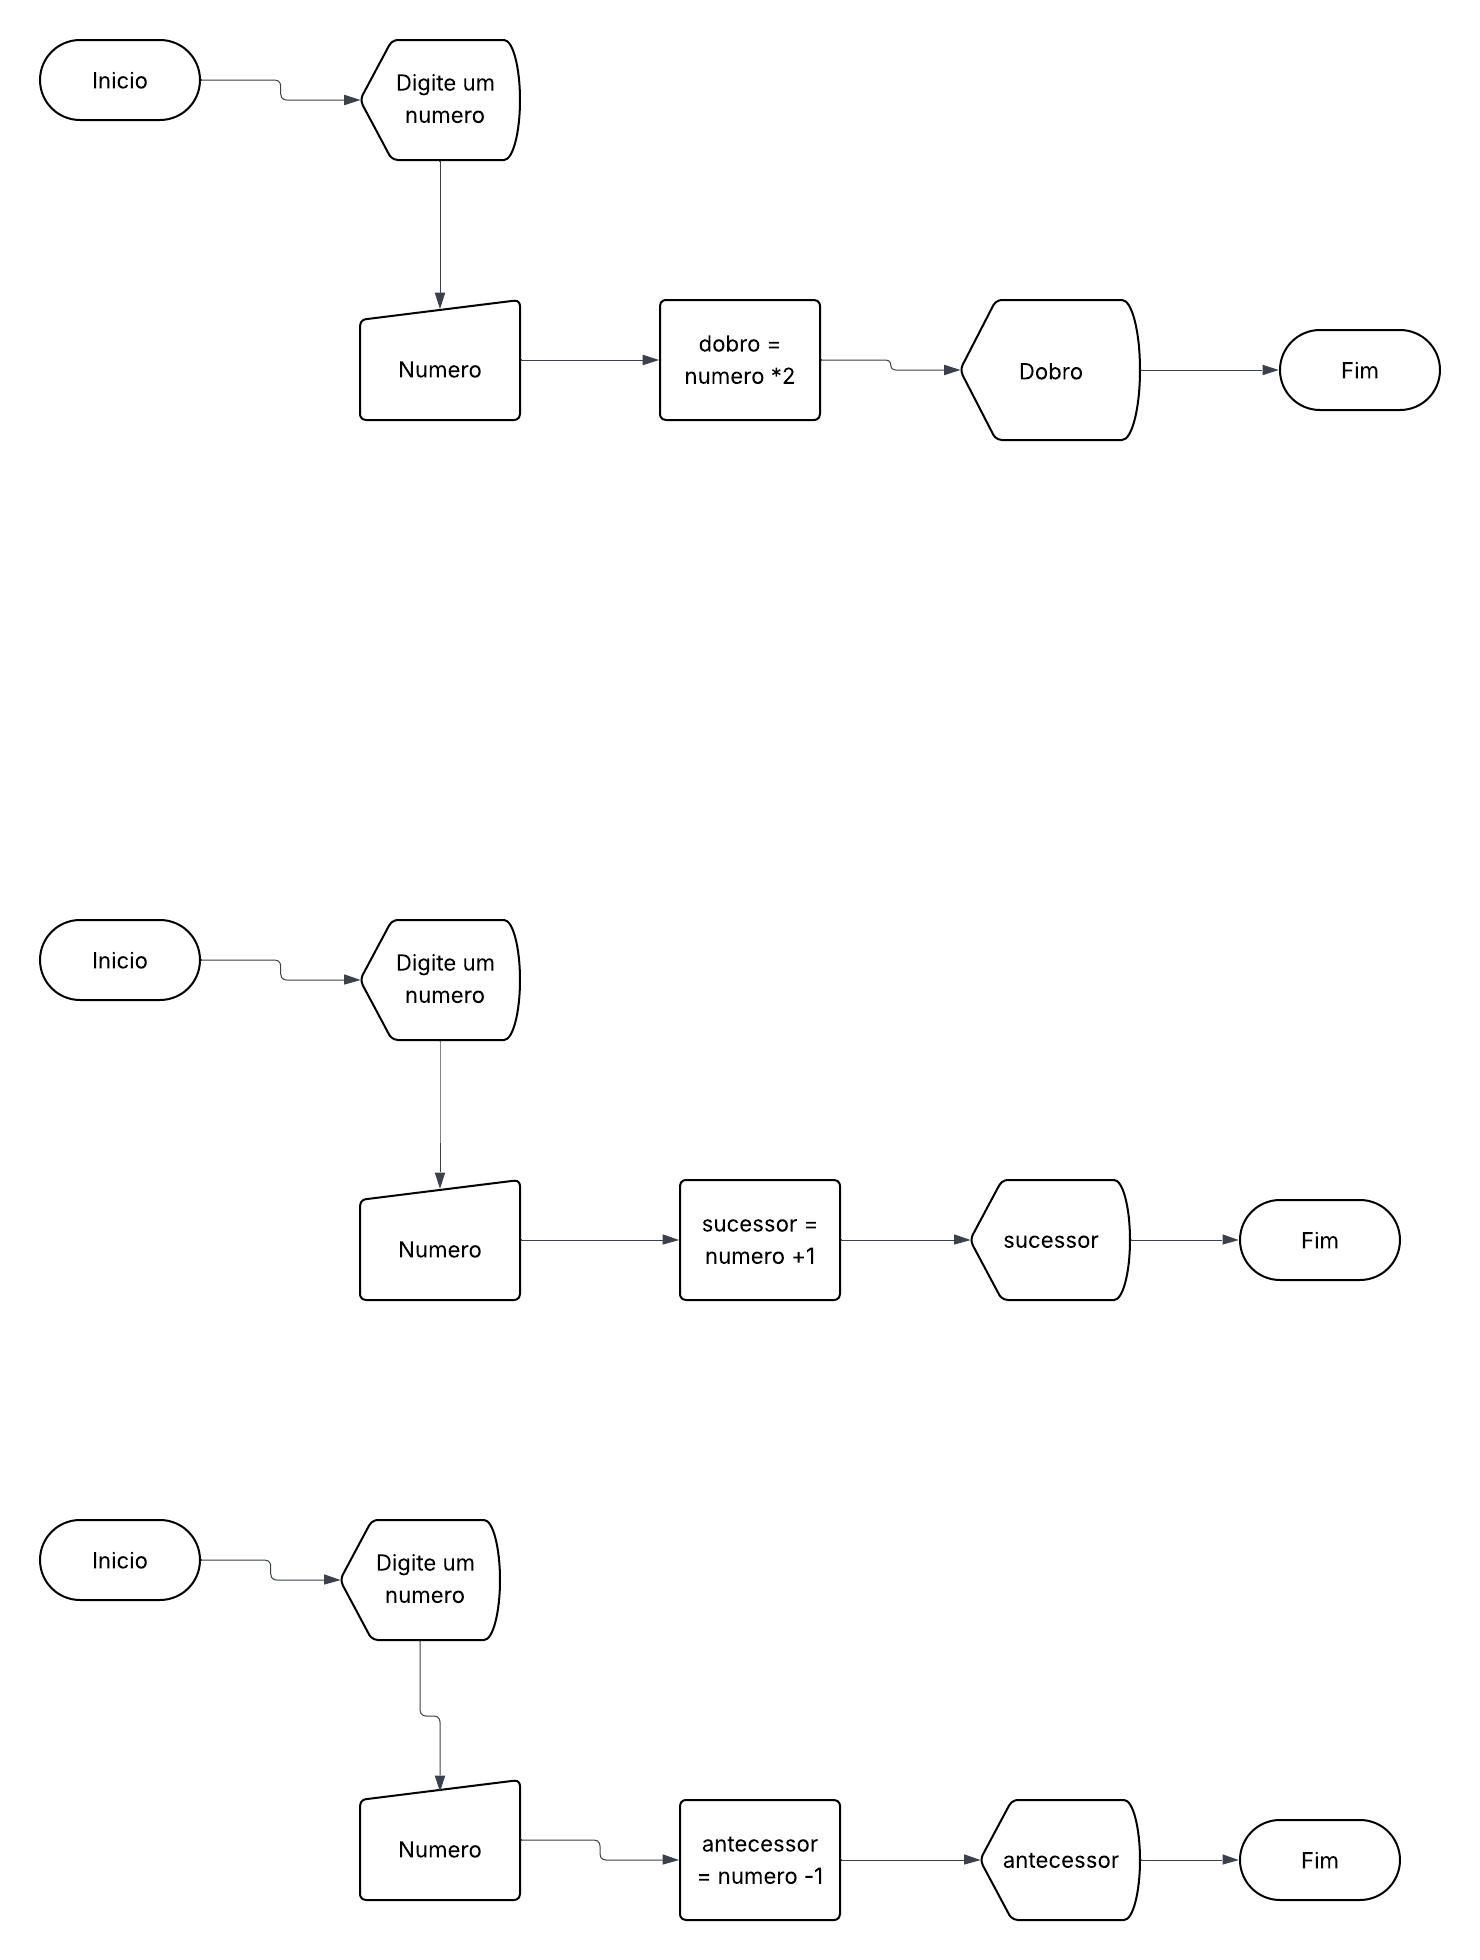 Inicio
Digite um
numero
Numero
dobro =
numero *2
Dobro
Fim
Inicio
Digite um
numero
Numero
sucessor =
numero +1
sucessor
Fim
Inicio
Digite um
numero
Numero
antecessor
= numero -1
antecessor
Fim